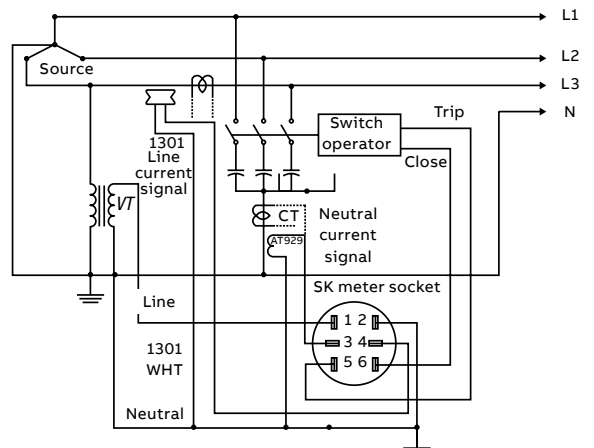 L1
L2
Source
L3
Trip
N
1301
Line
current
signal
Switch
operator
Close
VT
CT
Neutral
current
signal
AT929
SK meter socket
Line
1 2
3 4
5 6
1301
WHT
Neutral